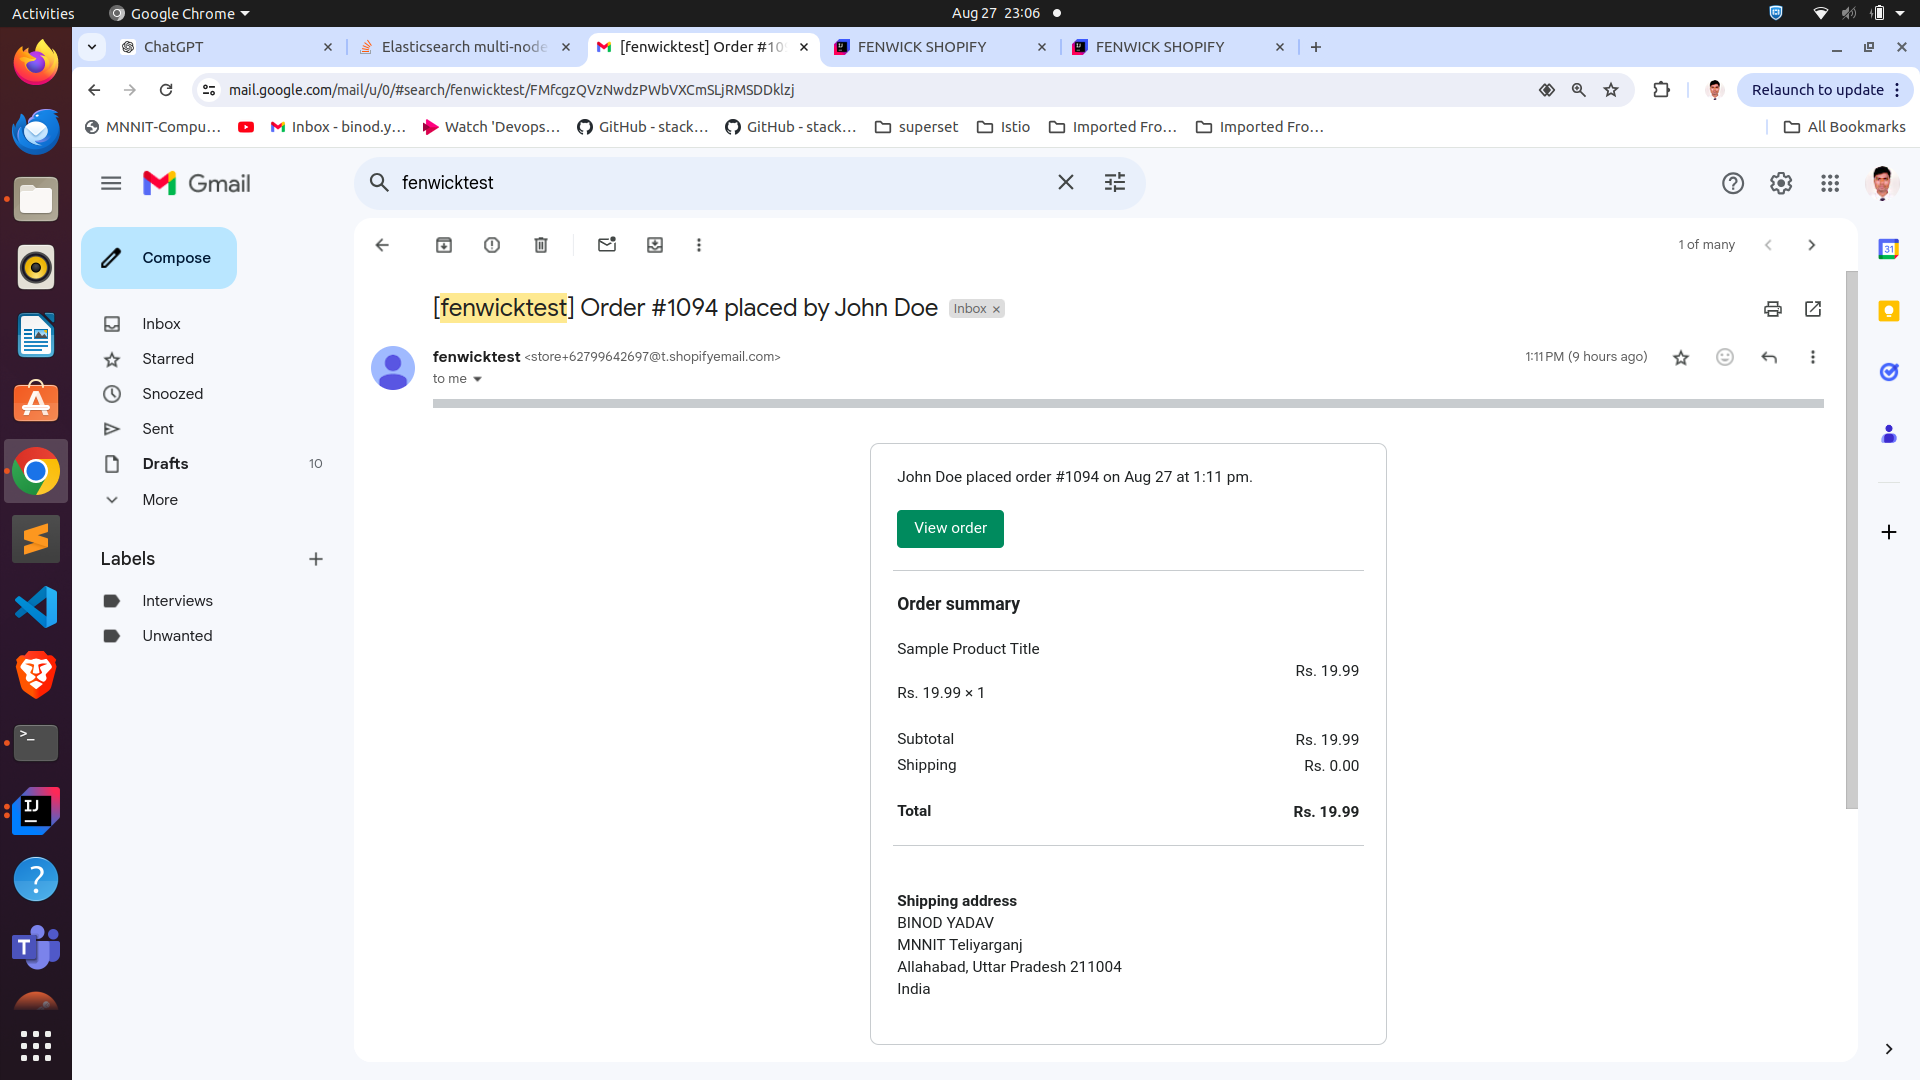 Activities
Google Chrome
Aug 27 23:06
ChatGPT
Elasticsearch multi-node
[fenwicktest] Order #10
FENWICK SHOPIFY
FENWICK SHOPIFY
mail.google.com/mail/u/0/#search/fenwicktest/FMfcgzQVzNwdzPWbVXCmSLjRMSDDklzj
Relaunch to update
MNNIT-Compu…
Inbox - binod.y…
Watch 'Devops…
GitHub - stack…
GitHub - stack…
superset
Istio
Imported Fro…
Imported Fro…
All Bookmarks
Gmail
fenwicktest
Compose
1 of many
Inbox
Starred
Snoozed
Sent
Drafts 10
More
Labels
Interviews
Unwanted
[fenwicktest] Order #1094 placed by John Doe
Inbox ×
fenwicktest <store+62799642697@t.shopifyemail.com>
1:11 PM (9 hours ago)
to me
John Doe placed order #1094 on Aug 27 at 1:11 pm.
View order
Order summary
Sample Product Title
Rs. 19.99
Rs. 19.99 × 1
Subtotal Rs. 19.99
Shipping Rs. 0.00
Total Rs. 19.99
Shipping address
BINOD YADAV
MNNIT Teliyarganj
Allahabad, Uttar Pradesh 211004
India
31
>_
IJ
?
T